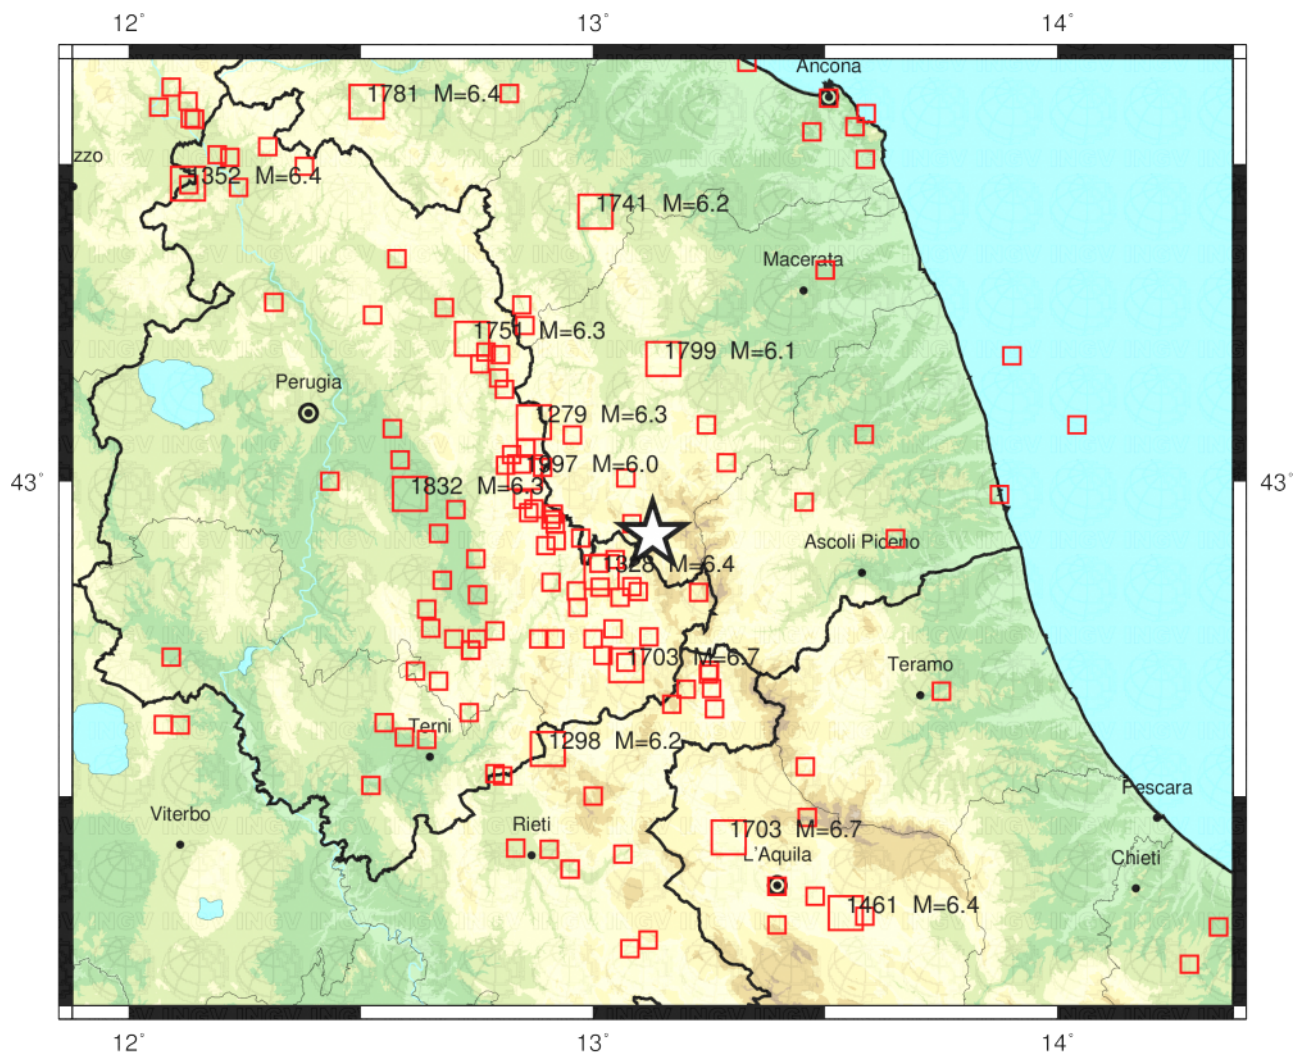 12° 13° 14°
Ancona
1781 M=6.4
zzo
1352 M=6.4
1741 M=6.2
Macerata
1751 M=6.3
1799 M=6.1
Perugia
1279 M=6.3
1997 M=6.0
43° 43°
1832 M=6.3
Ascoli Piceno
1328 M=6.4
1703 M=6.7
Teramo
Terni
1298 M=6.2
Pescara
Viterbo
Rieti
1703 M=6.7
L'Aquila
Chieti
1461 M=6.4
12° 13° 14°